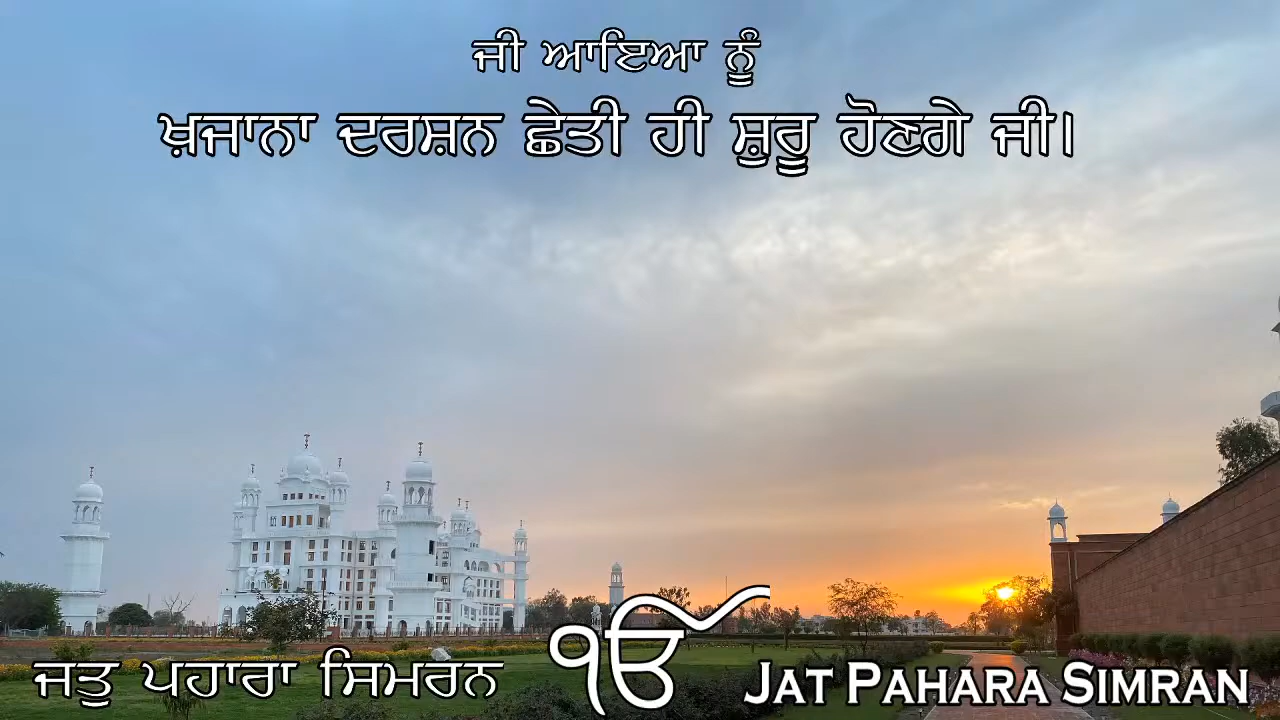 ਜੀ ਆਇਆ ਨੂੰ
ਖ਼ਜਾਨਾ ਦਰਸ਼ਨ ਛੇਤੀ ਹੀ ਸ਼ੁਰੂ ਹੋਣਗੇ ਜੀ।
ਜਤੁ ਪਹਾਰਾ ਸਿਮਰਨ ੴ JAT PAHARA SIMRAN